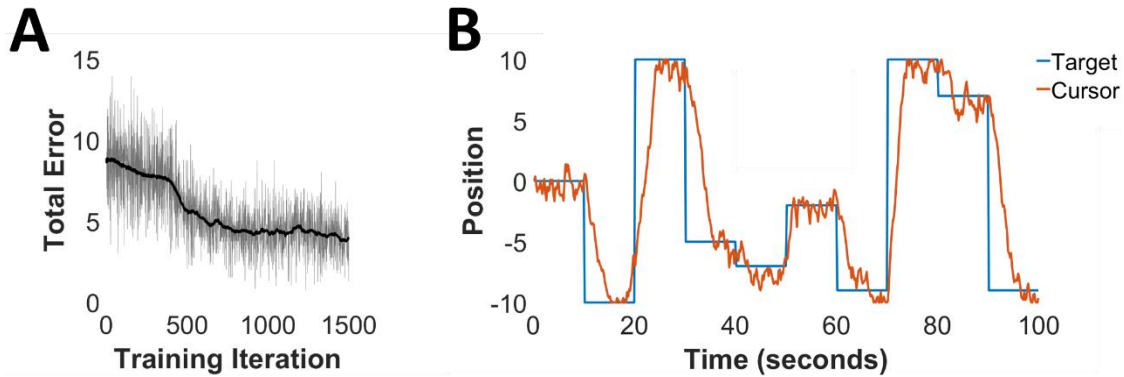 A
15
10
5
0
Total Error
0 500 1000 1500
Training Iteration
B
10
5
0
-5
-10
Position
0 20 40 60 80 100
Time (seconds)
Target
Cursor